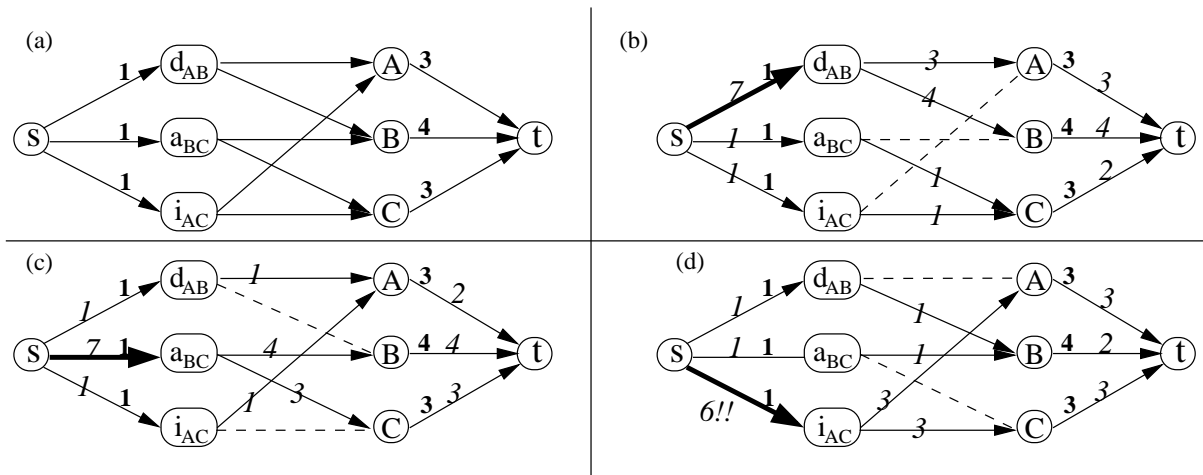 (a)
1 d_AB A 3
s 1 a_BC B 4 t
1 i_AC C 3
(b)
7 1 d_AB 3 A 3 3
4
s 1 1 a_BC B 4 4 t
1 1 i_AC 1 1 C 3 2
(c)
1 1 d_AB 1 A 3 2
s 7 1 a_BC 4 B 4 4 t
1 1 i_AC 1 3 C 3 3
(d)
1 1 d_AB A 3 3
1
s 1 1 a_BC 1 B 4 2 t
6!! 1 i_AC 3 3 C 3 3